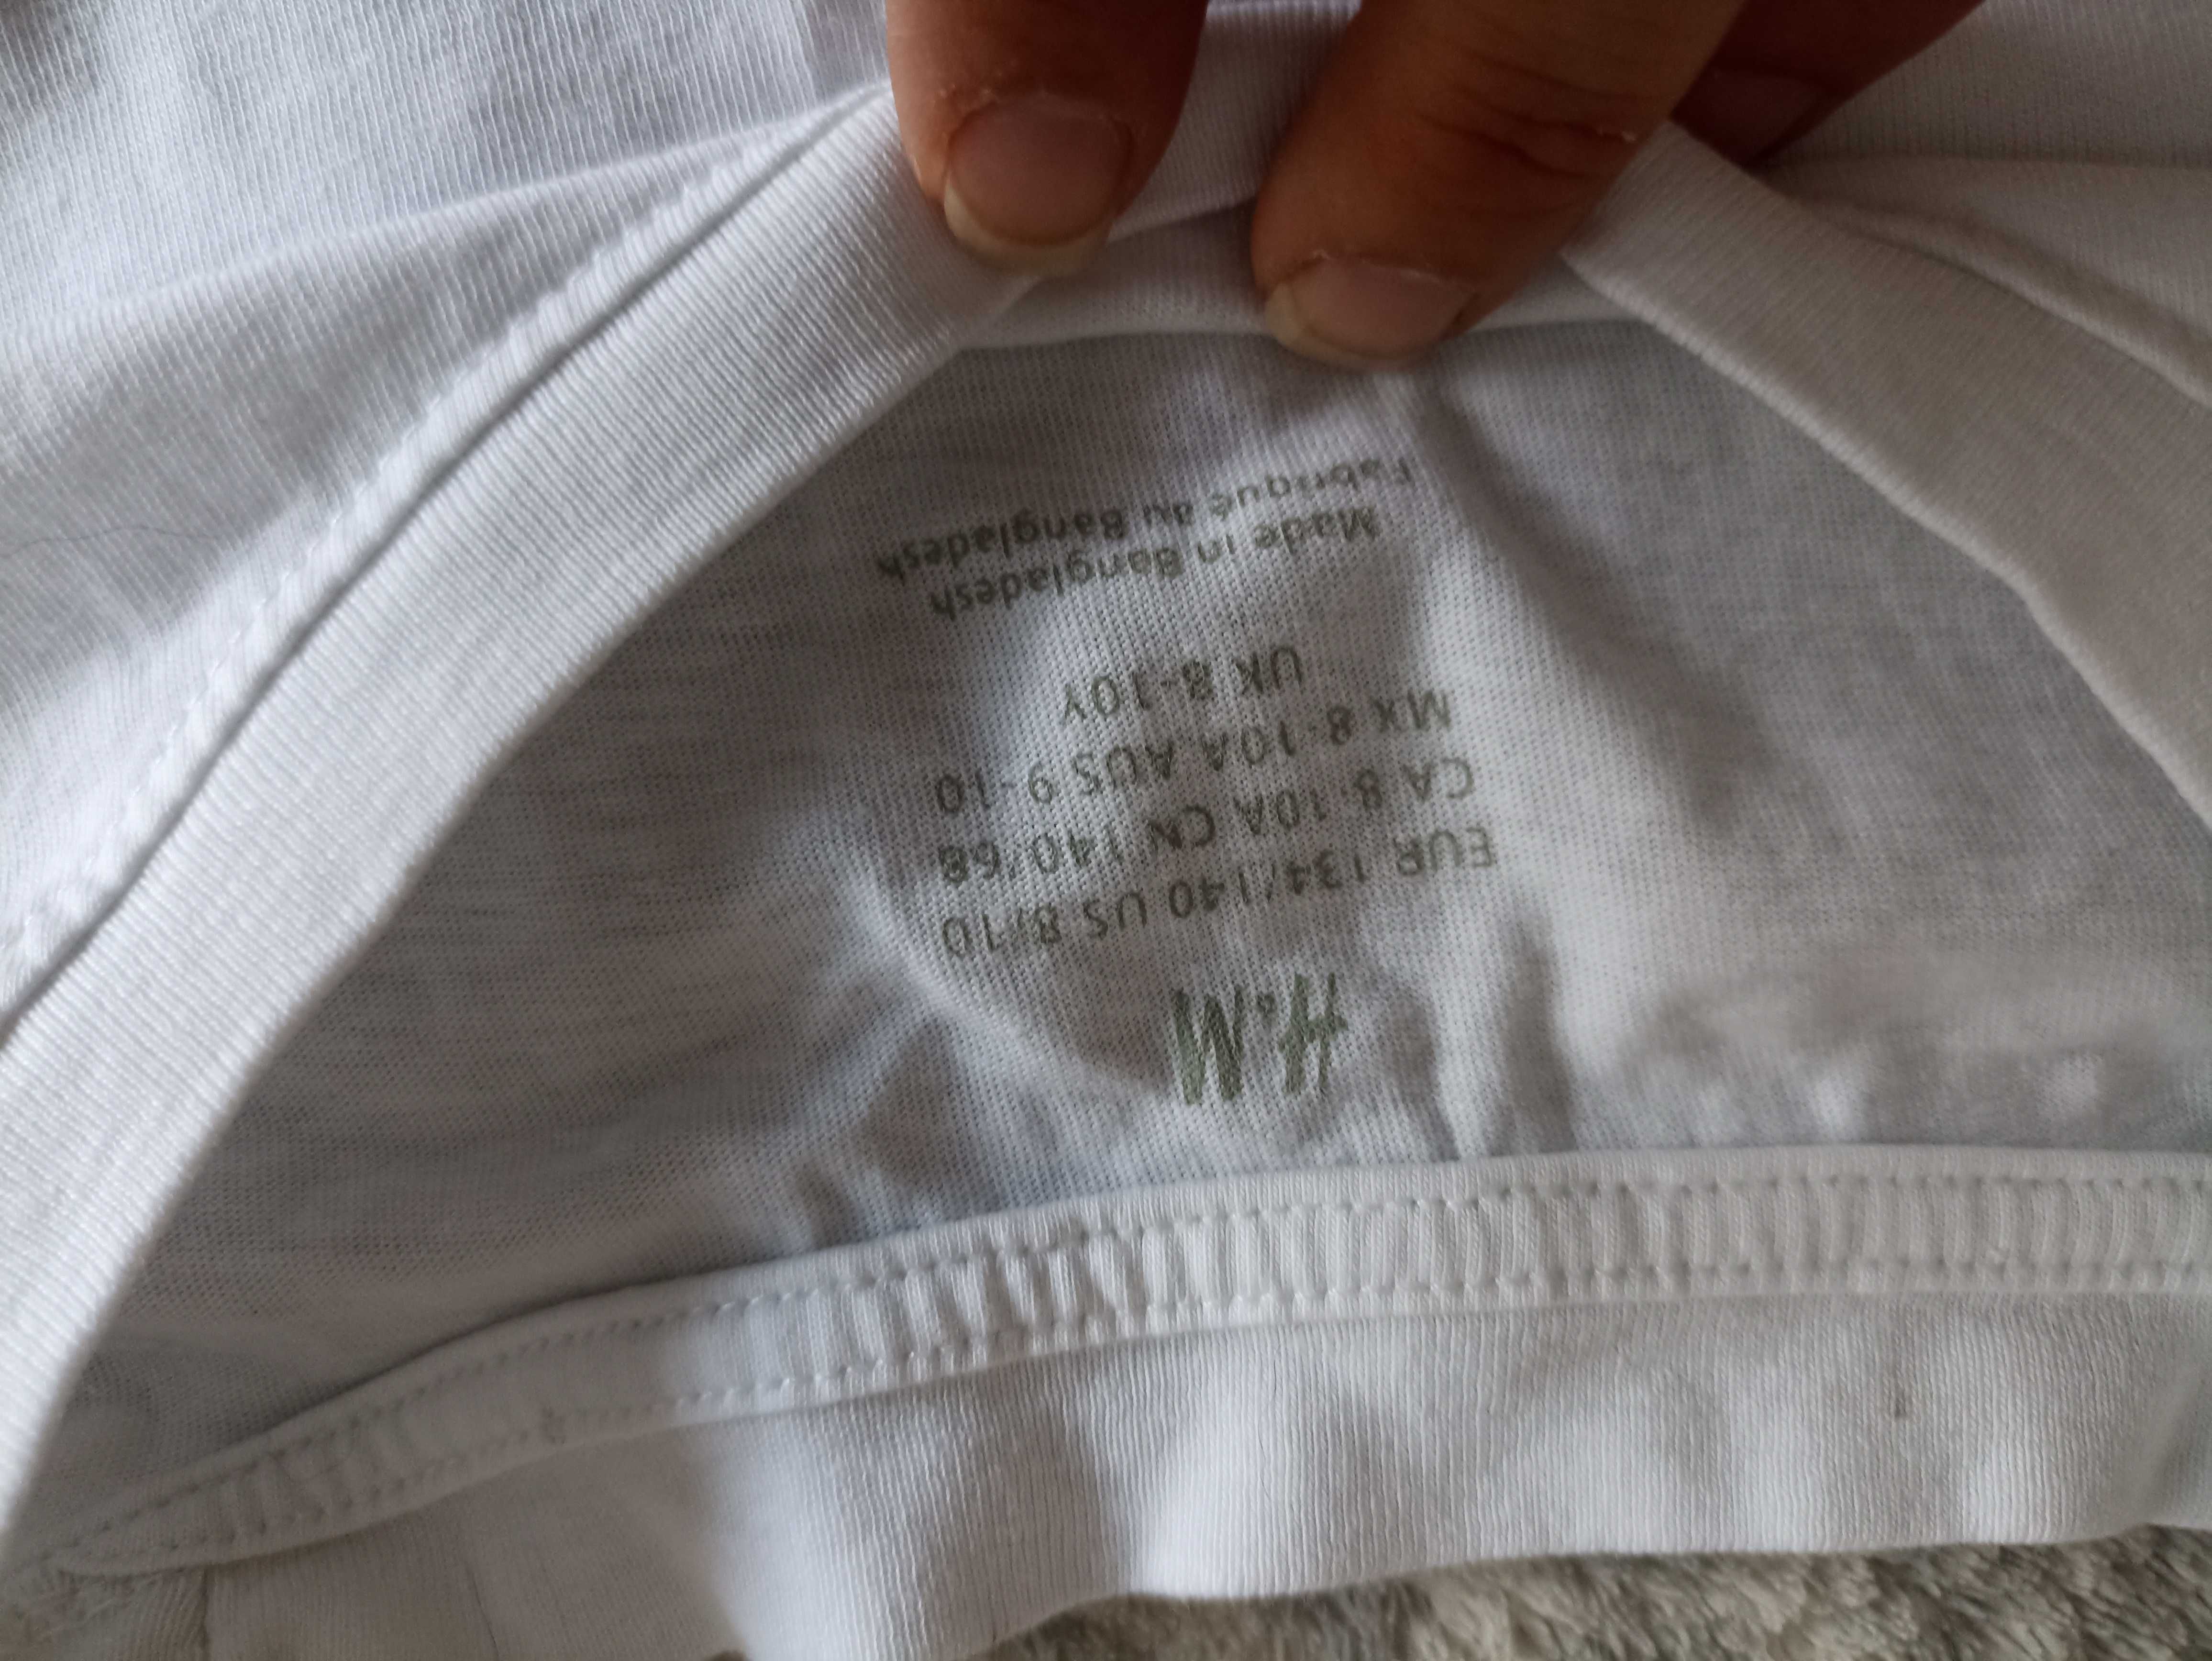 H&M
EUR 134/140 US 8/10
CA 8-10A CN 140/68
MX 8-10A AUS 9-10
UK 8-10Y
Made in Bangladesh
Fabriqué au Bangladesh